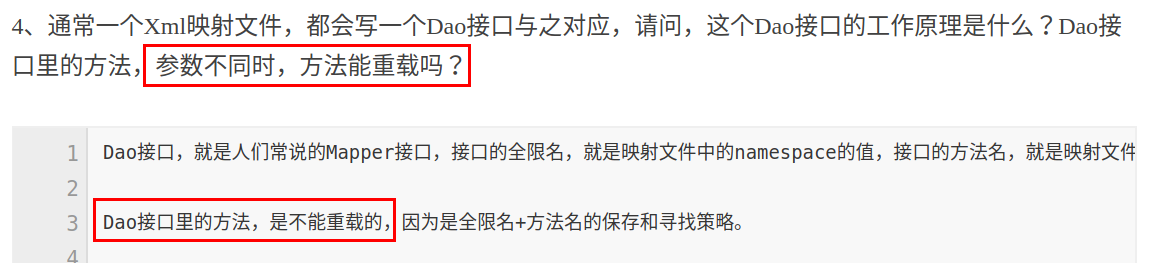 4、通常一个Xml映射文件，都会写一个Dao接口与之对应，请问，这个Dao接口的工作原理是什么？Dao接
口里的方法，参数不同时，方法能重载吗？
1 Dao接口，就是人们常说的Mapper接口，接口的全限名，就是映射文件中的namespace的值，接口的方法名，就是映射文件
2
3 Dao接口里的方法，是不能重载的，因为是全限名+方法名的保存和寻找策略。
4